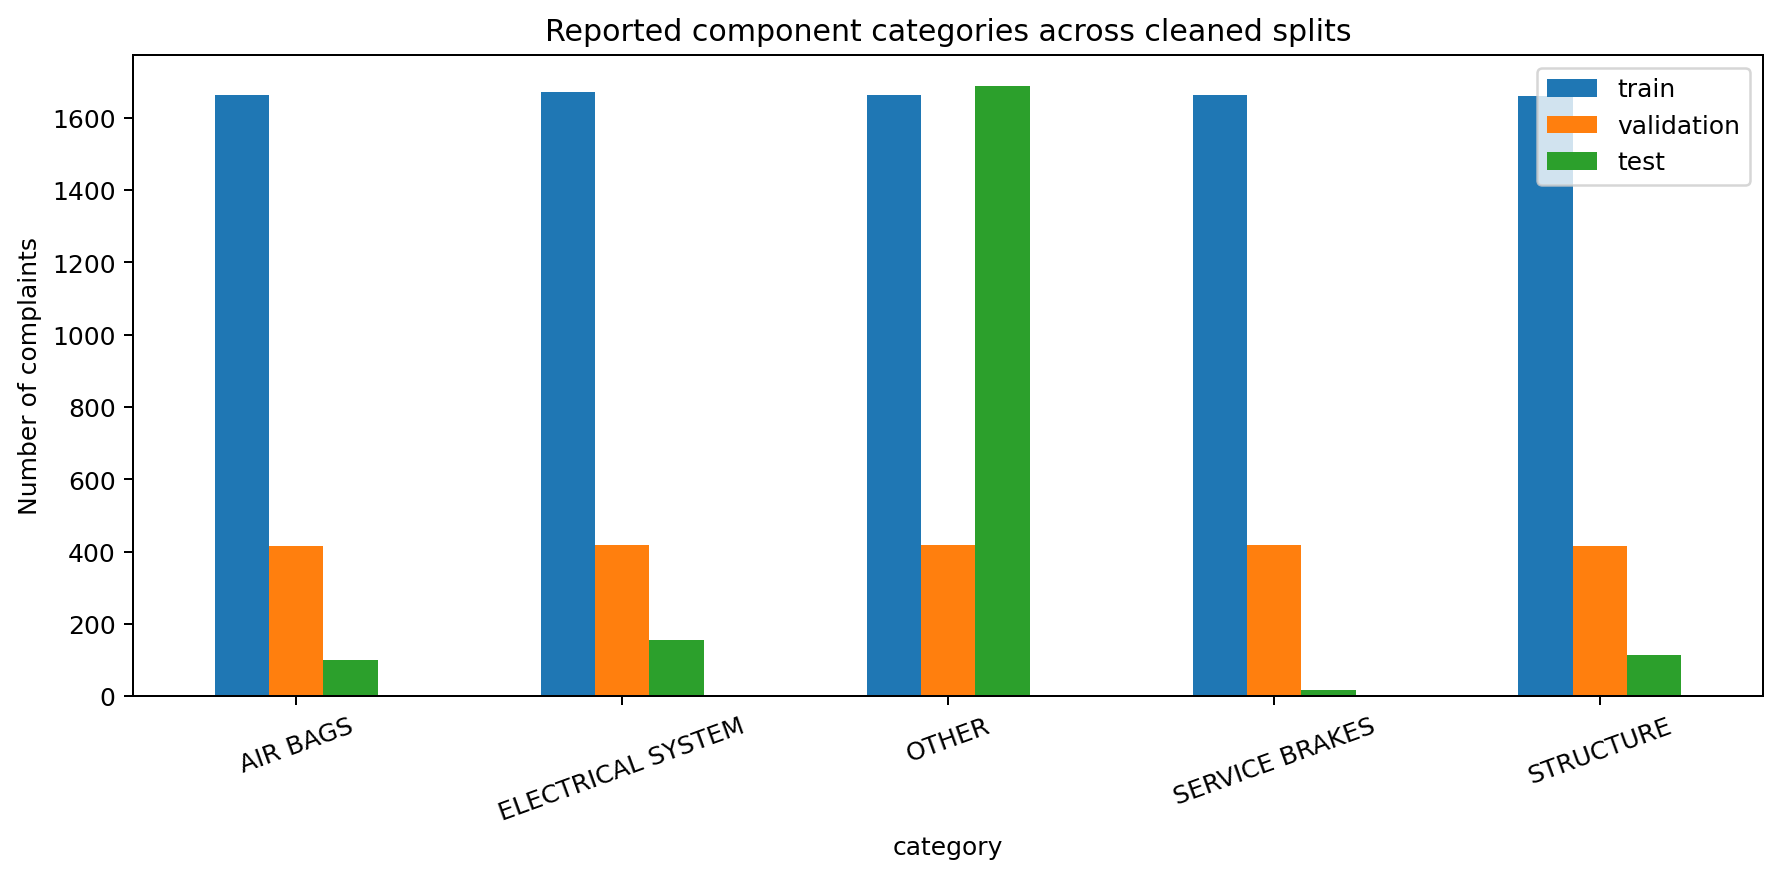 Reported component categories across cleaned splits
train
validation
test
Number of complaints
1600
1400
1200
1000
800
600
400
200
0
AIR BAGS
ELECTRICAL SYSTEM
OTHER
SERVICE BRAKES
STRUCTURE
category